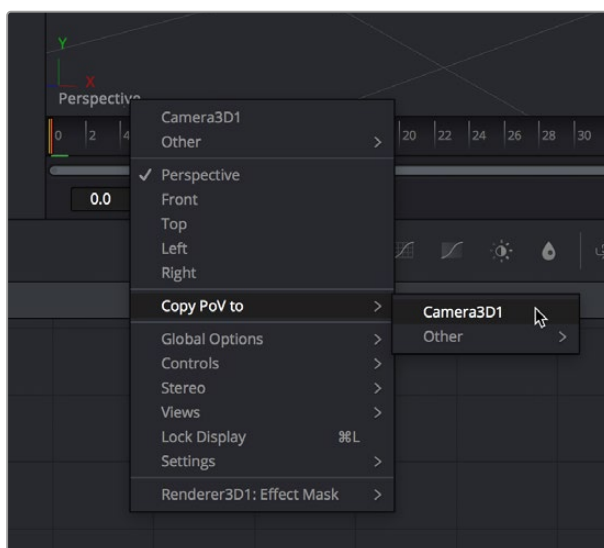 Y
X
Perspective
Camera3D1
0 2 4 20 22 24 26 28 30
Other >
✓ Perspective
0.0
Front
Top
Left
Right
Copy PoV to >
Camera3D1
Other >
Global Options >
Controls >
Stereo >
Views >
Lock Display ⌘L
Settings >
Renderer3D1: Effect Mask >